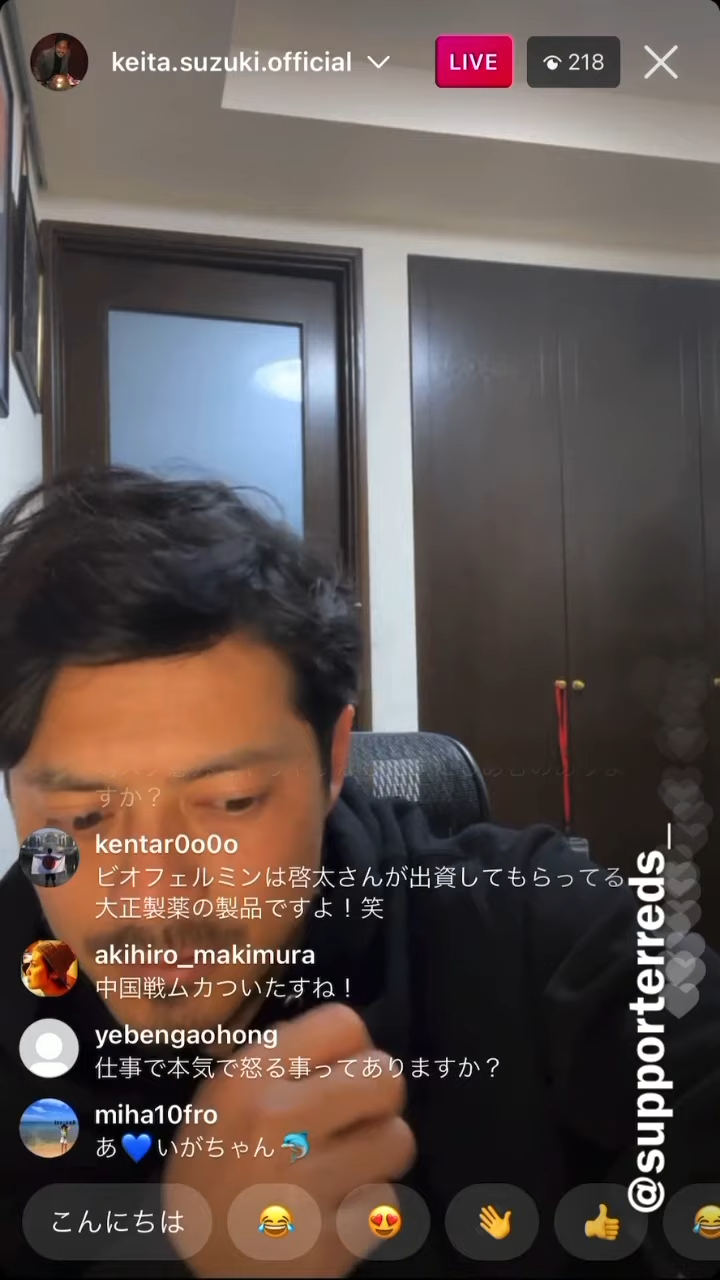 keita.suzuki.official
LIVE
218
すか？
kentar0o0o
ビオフェルミンは啓太さんが出資してもらってる
大正製薬の製品ですよ！笑
akihiro_makimura
中国戦ムカついたすね！
yebengaohong
仕事で本気で怒る事ってありますか？
miha10fro
あ💙いがちゃん🐬
こんにちは 😂 😍 👋 👍 😂
@supporterreds_